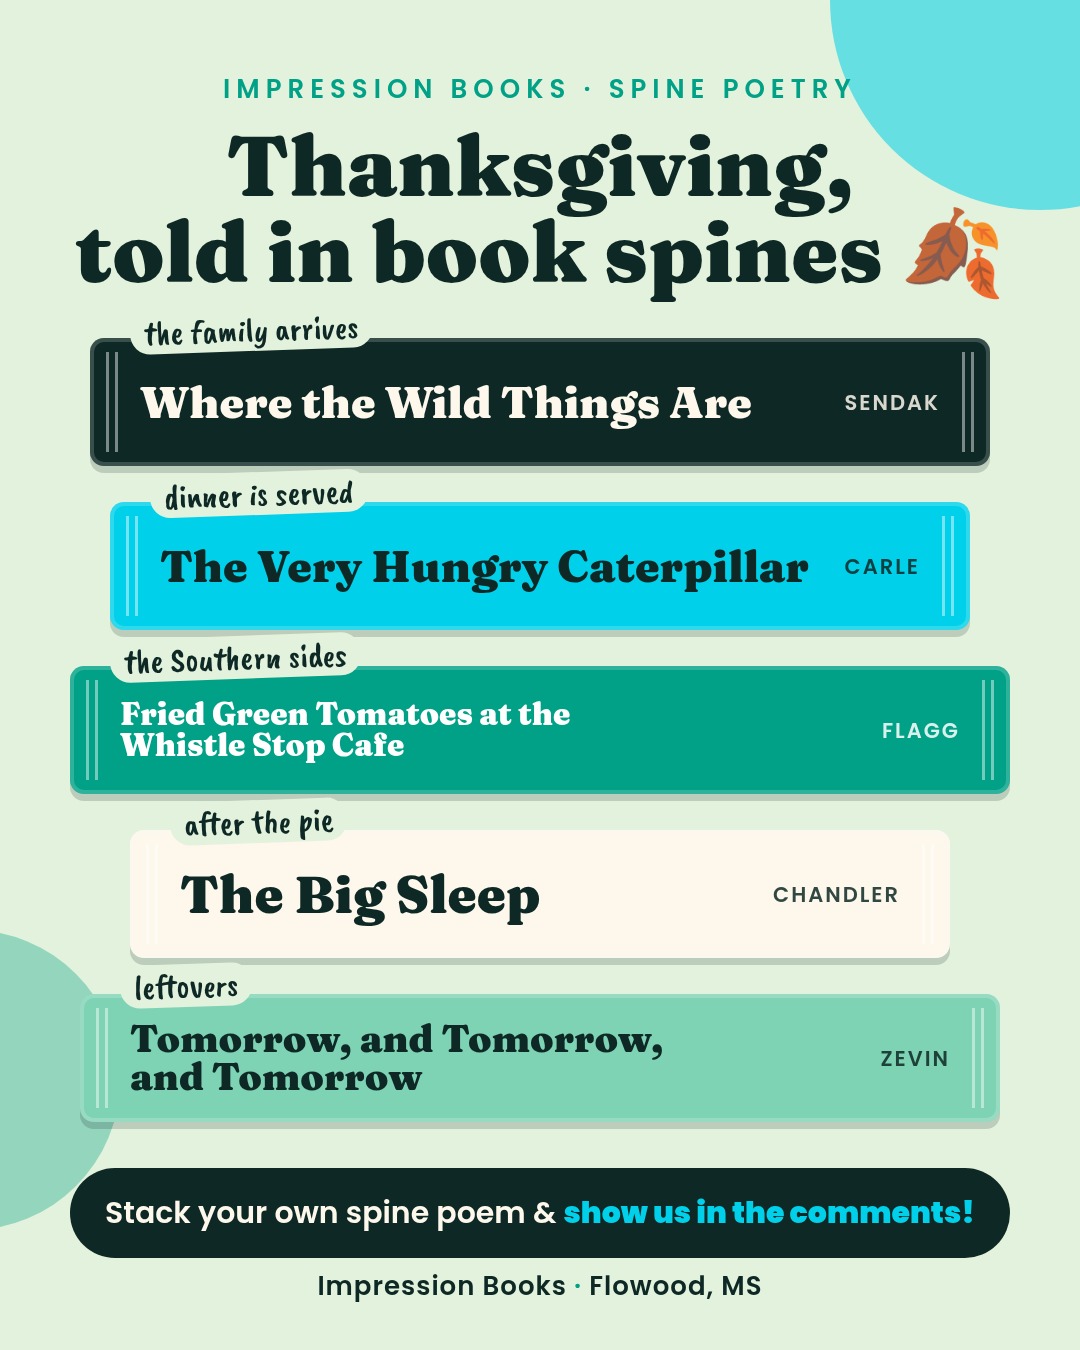 IMPRESSION BOOKS · SPINE POETRY
Thanksgiving,
told in book spines 🍂
the family arrives
Where the Wild Things Are
SENDAK
dinner is served
The Very Hungry Caterpillar
CARLE
the Southern sides
Fried Green Tomatoes at the
Whistle Stop Cafe
FLAGG
after the pie
The Big Sleep
CHANDLER
leftovers
Tomorrow, and Tomorrow,
and Tomorrow
ZEVIN
Stack your own spine poem & show us in the comments!
Impression Books · Flowood, MS